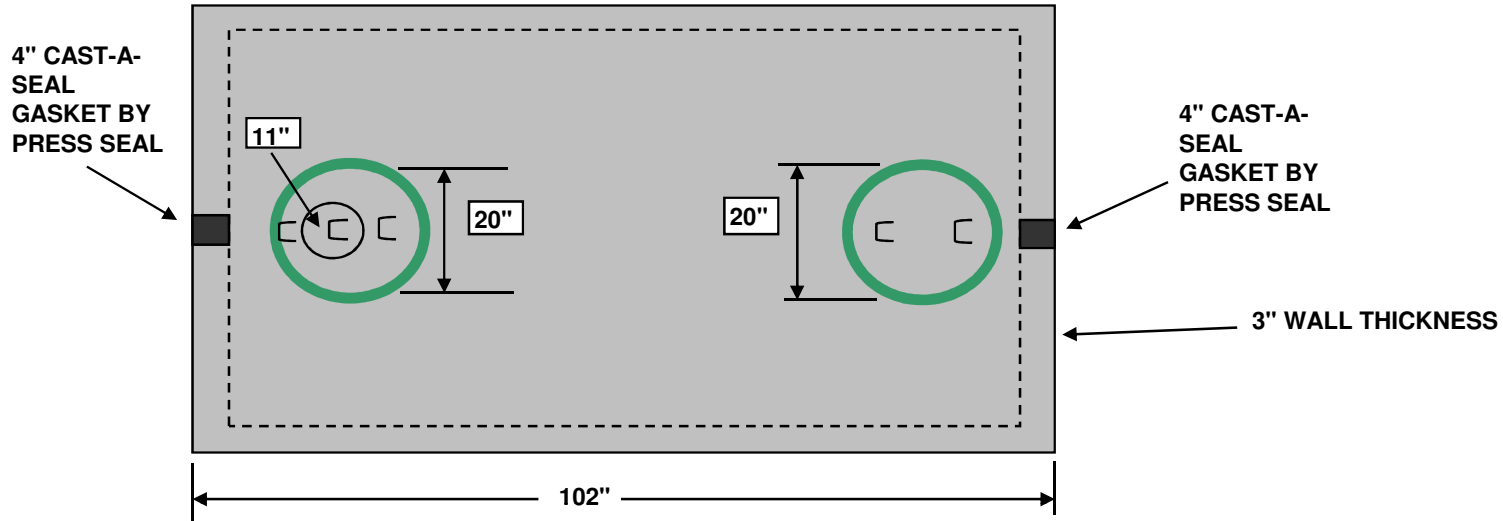 4" CAST-A-
SEAL
GASKET BY
PRESS SEAL
11"
20"
20"
4" CAST-A-
SEAL
GASKET BY
PRESS SEAL
3" WALL THICKNESS
102"